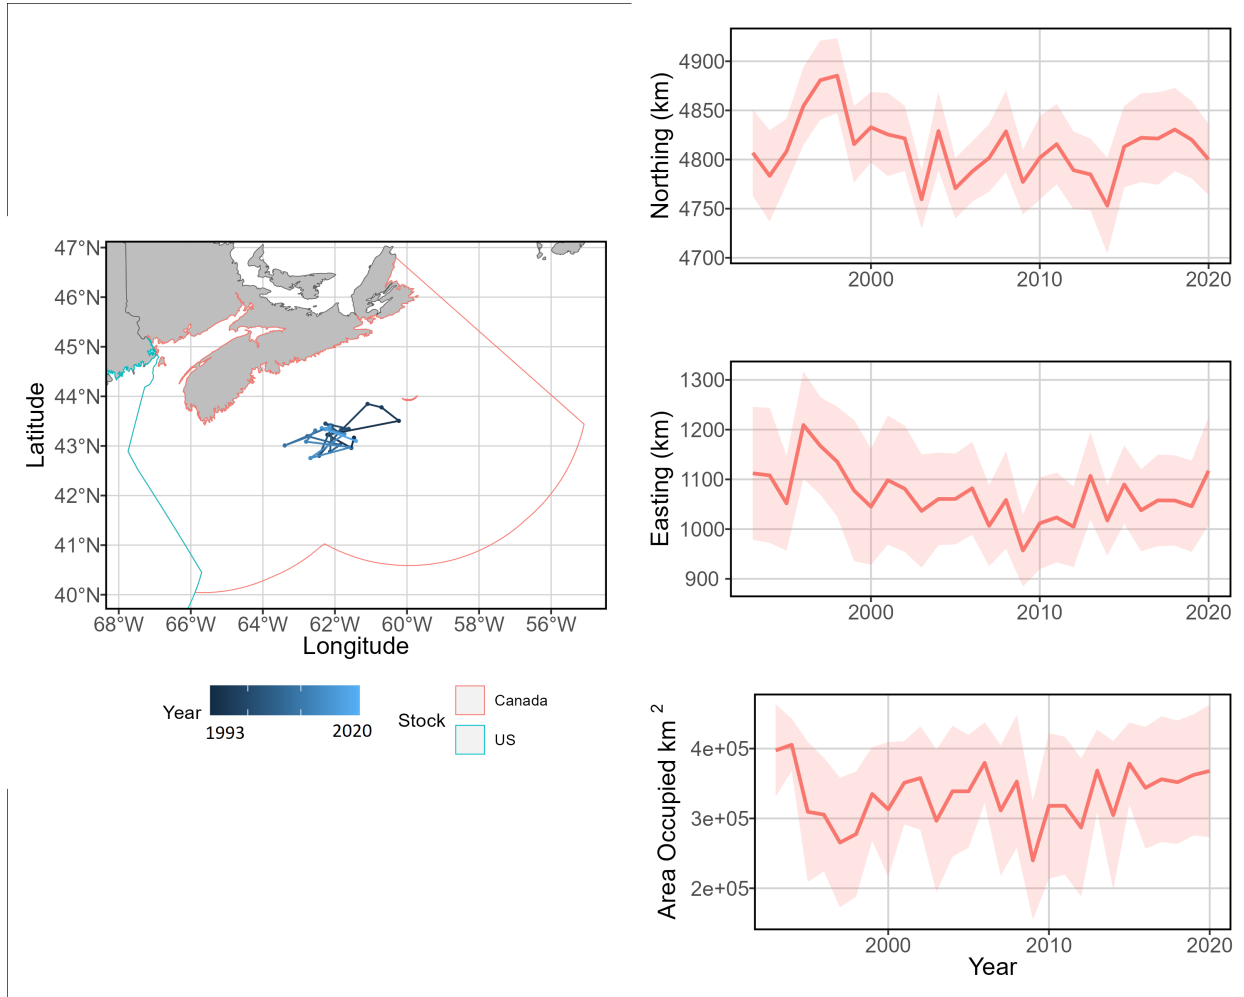 47°N
46°N
45°N
44°N
43°N
42°N
41°N
40°N
Latitude
68°W 66°W 64°W 62°W 60°W 58°W 56°W
Longitude
Year
1993 2020
Stock
Canada
US
Northing (km)
4900
4850
4800
4750
4700
2000 2010 2020
Easting (km)
1300
1200
1100
1000
900
2000 2010 2020
Area Occupied km 2
4e+05
3e+05
2e+05
2000 2010 2020
Year